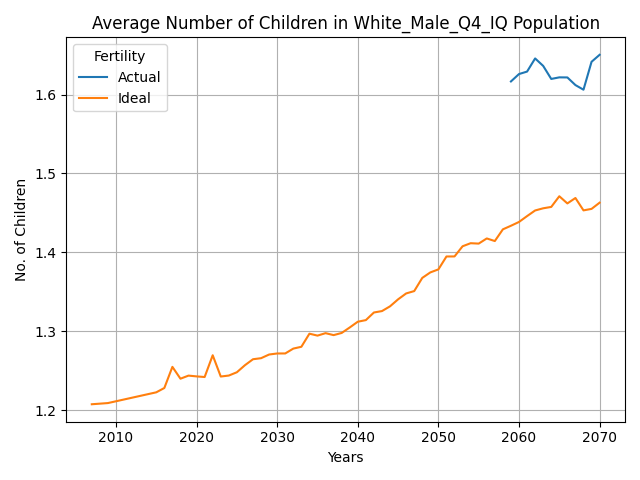 Average Number of Children in White_Male_Q4_IQ Population
Fertility
Actual
Ideal
No. of Children
1.6
1.5
1.4
1.3
1.2
2010 2020 2030 2040 2050 2060 2070
Years